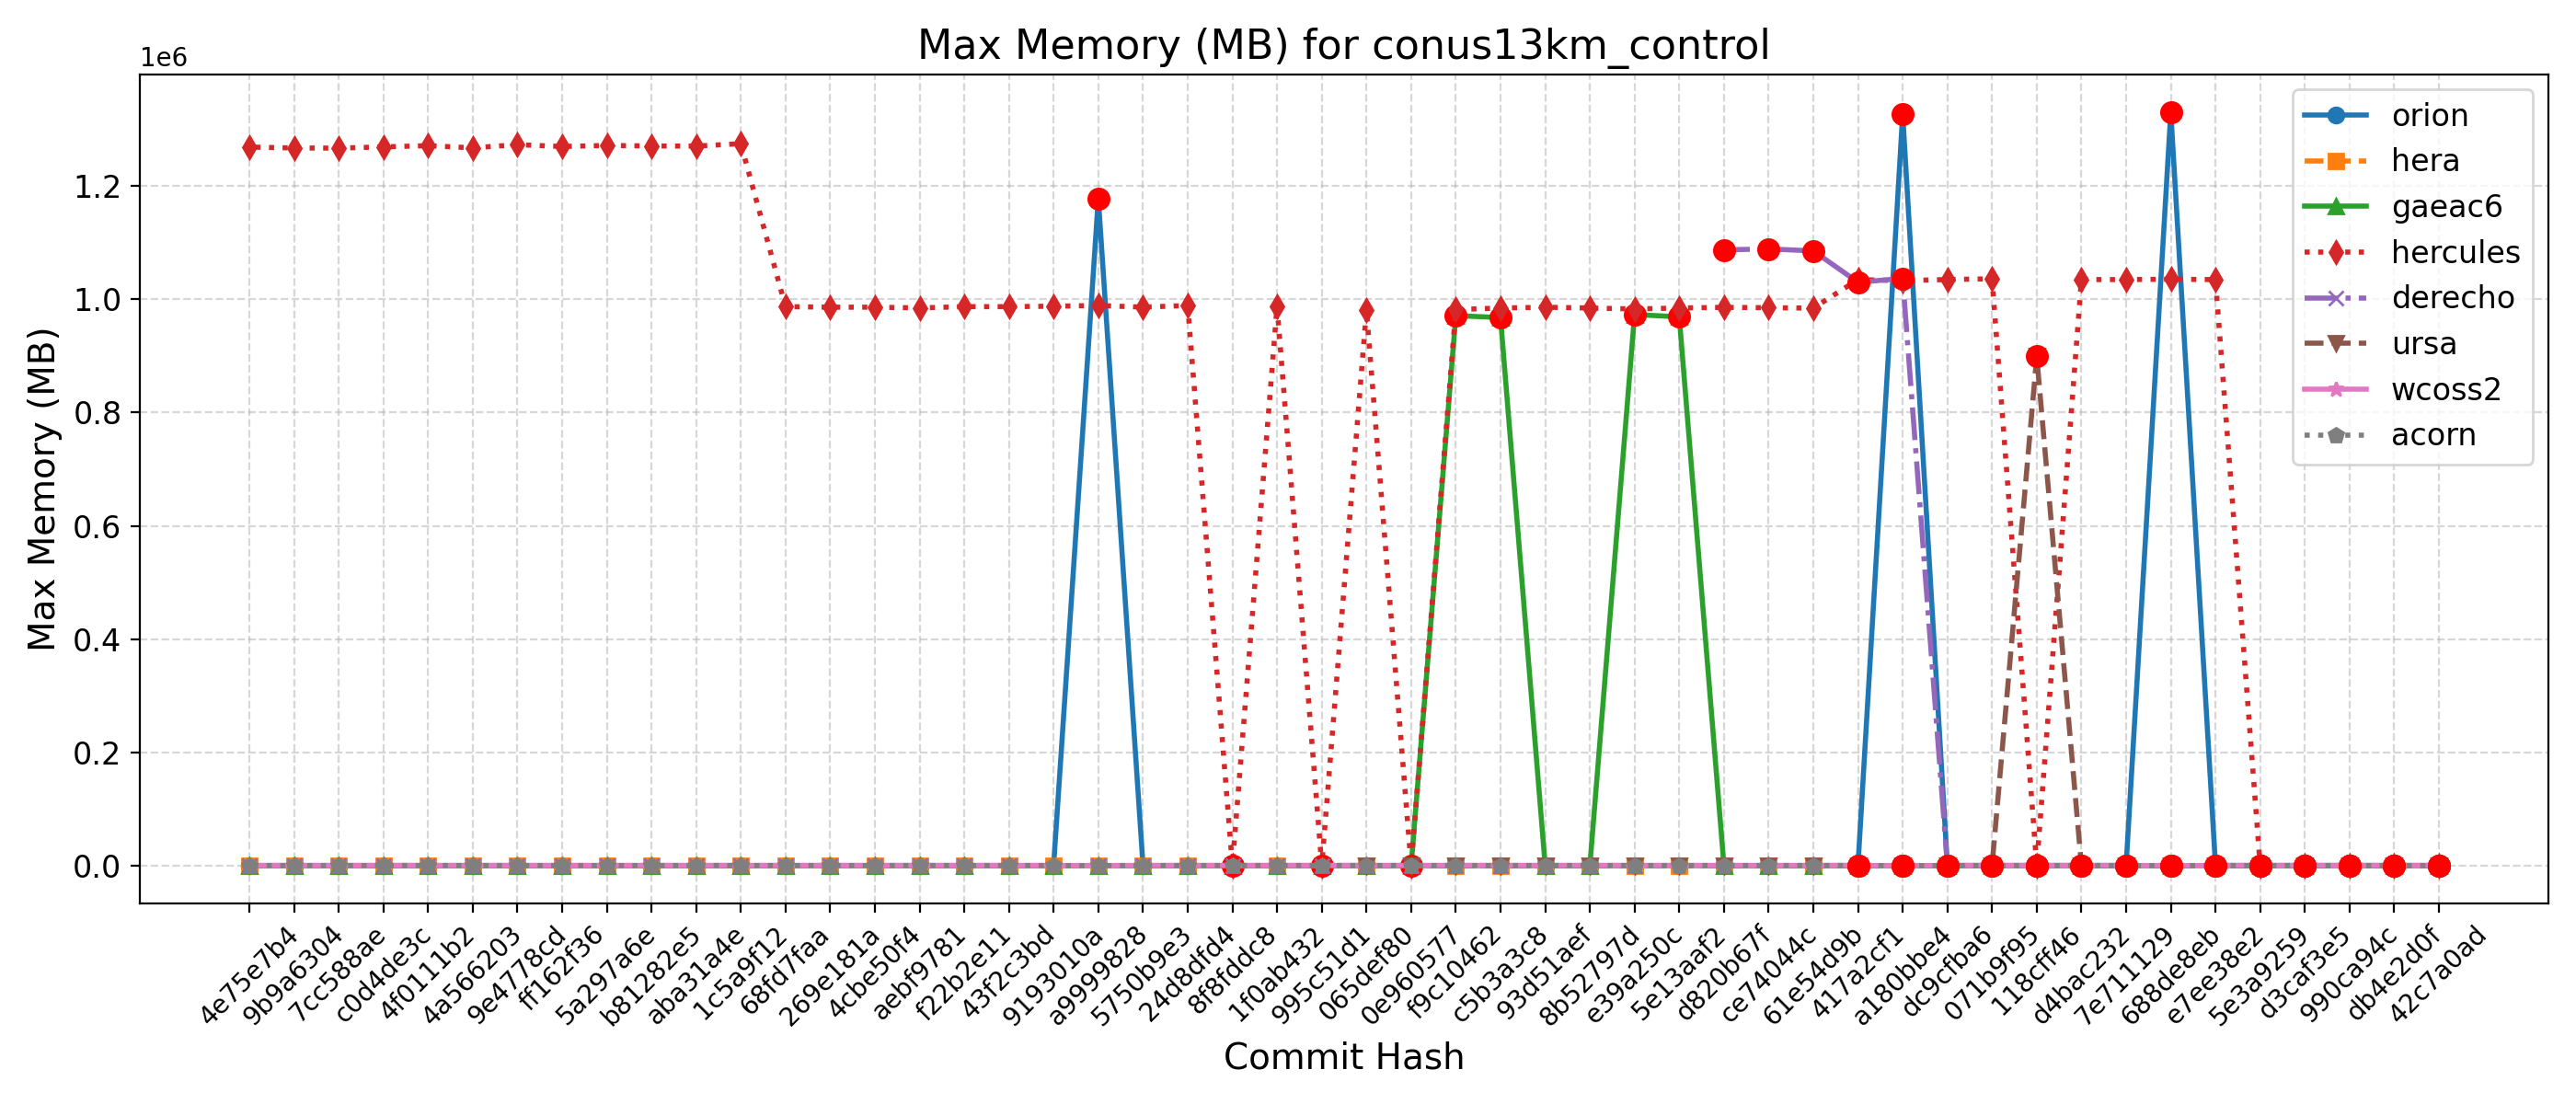 Max Memory (MB) for conus13km_control
1e6
1.2
1.0
0.8
0.6
0.4
0.2
0.0
Max Memory (MB)
orion
hera
gaeac6
hercules
derecho
ursa
wcoss2
acorn
4e75e7b4
9b9a6304
7cc588ae
c0d4de3c
4f0111b2
4a566203
9e4778cd
ff162f36
5a297a6e
b81282e5
aba31a4e
1c5a9f12
68fd7faa
269e181a
4cbe50f4
aebf9781
f22b2e11
43f2c3bd
9193010a
a9999828
5750b9e3
24d8dfd4
8f8fddc8
1f0ab432
995c51d1
065def80
0e960577
f9c10462
c5b3a3c8
93d51aef
8b52797d
e39a250c
5e13aaf2
d820b67f
ce74044c
61e54d9b
417a2cf1
a180bbe4
dc9cfba6
071b9f95
118cff46
d4bac232
7e711129
688de8eb
e7ee38e2
5e3a9259
d3caf3e5
990ca94c
db4e2d0f
42c7a0ad
Commit Hash